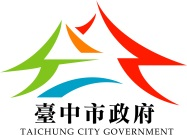 臺中市政府
TAICHUNG CITY GOVERNMENT